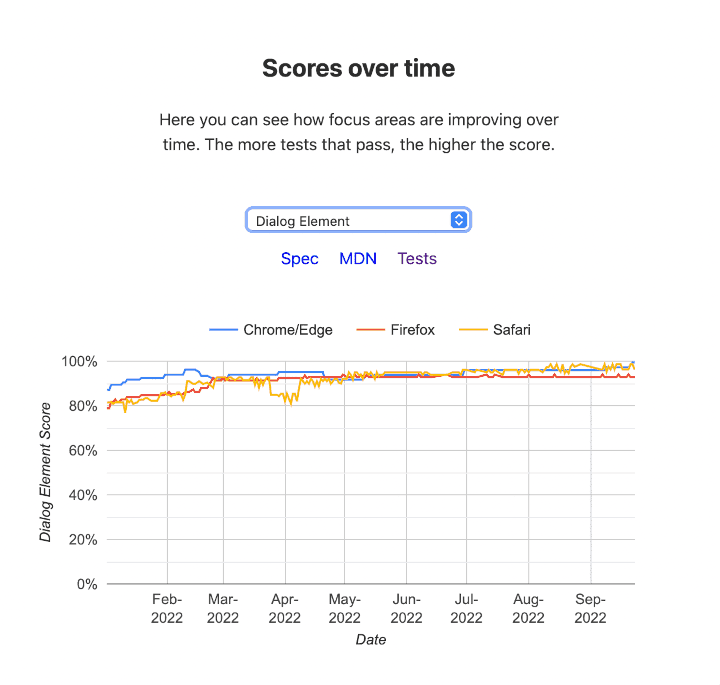 Scores over time
Here you can see how focus areas are improving over
time. The more tests that pass, the higher the score.
Dialog Element
Spec MDN Tests
Chrome/Edge Firefox Safari
100%
80%
60%
40%
20%
0%
Dialog Element Score
Feb- Mar- Apr- May- Jun- Jul- Aug- Sep-
2022 2022 2022 2022 2022 2022 2022 2022
Date